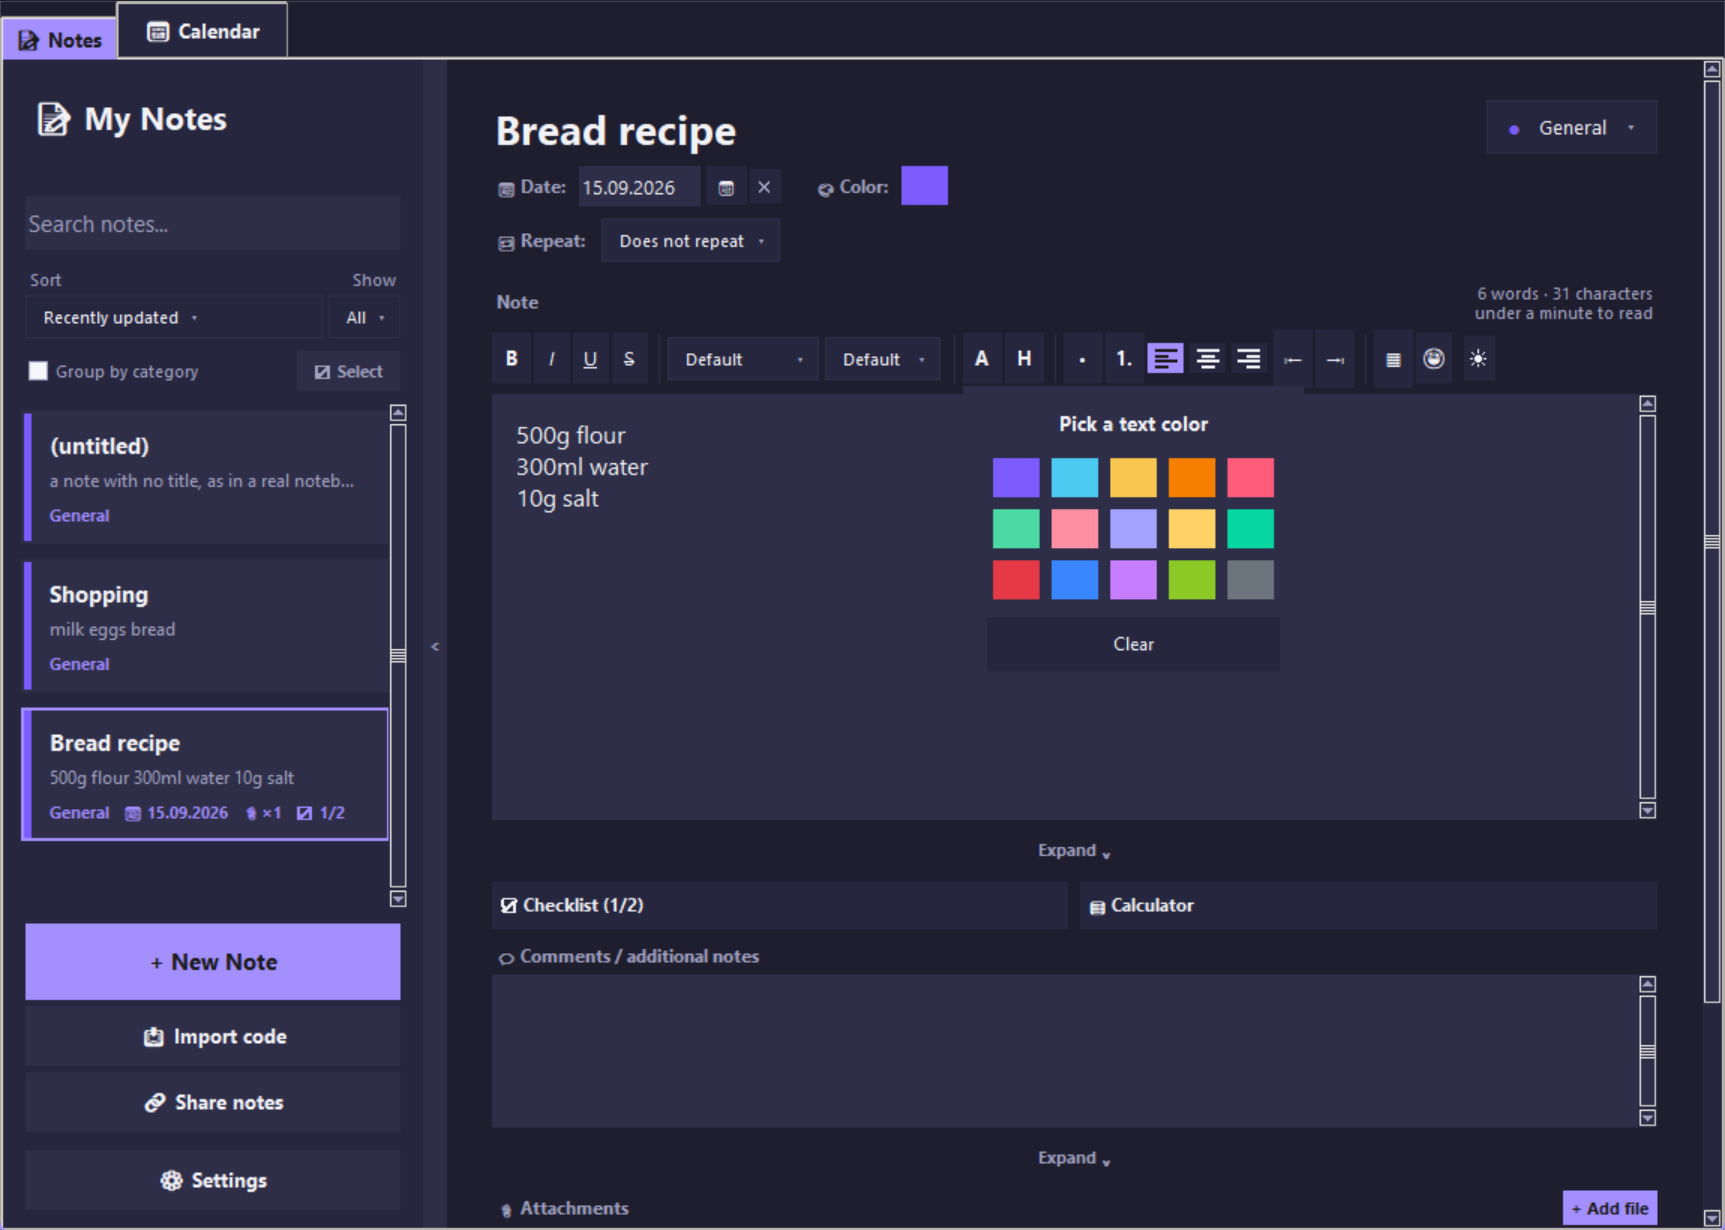 Notes
Calendar
My Notes
Search notes...
Sort
Show
Recently updated
All
Group by category
Select
(untitled)
a note with no title, as in a real noteb...
General
Shopping
milk eggs bread
General
Bread recipe
500g flour 300ml water 10g salt
General 15.09.2026 ×1 1/2
+ New Note
Import code
Share notes
Settings
<
Bread recipe
General
Date: 15.09.2026
Color:
Repeat: Does not repeat
Note
6 words · 31 characters
under a minute to read
B I U S Default Default A H • 1.
500g flour
300ml water
10g salt
Pick a text color
Clear
Expand
Checklist (1/2)
Calculator
Comments / additional notes
Expand
Attachments
+ Add file